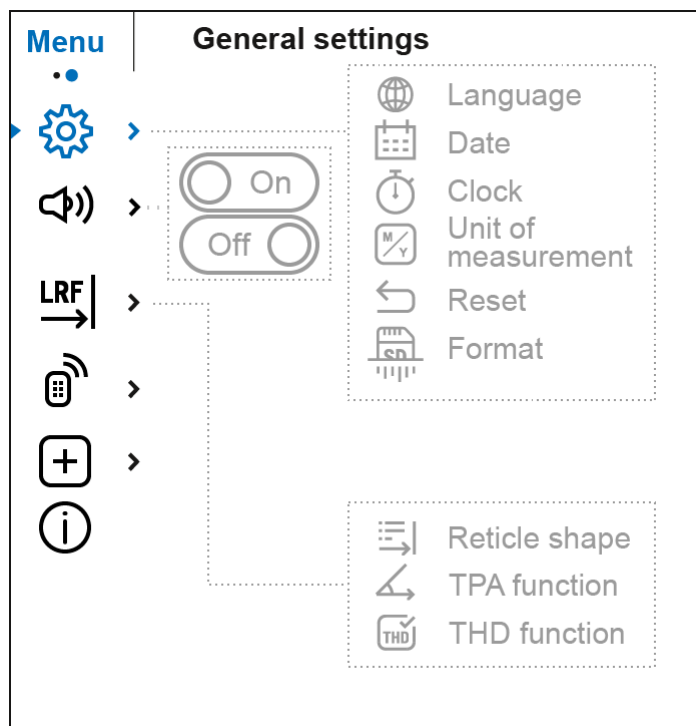 Menu
General settings
Language
Date
On
Clock
Off
M/Y
Unit of
measurement
LRF
Reset
SD
Format
Reticle shape
TPA function
THD
THD function